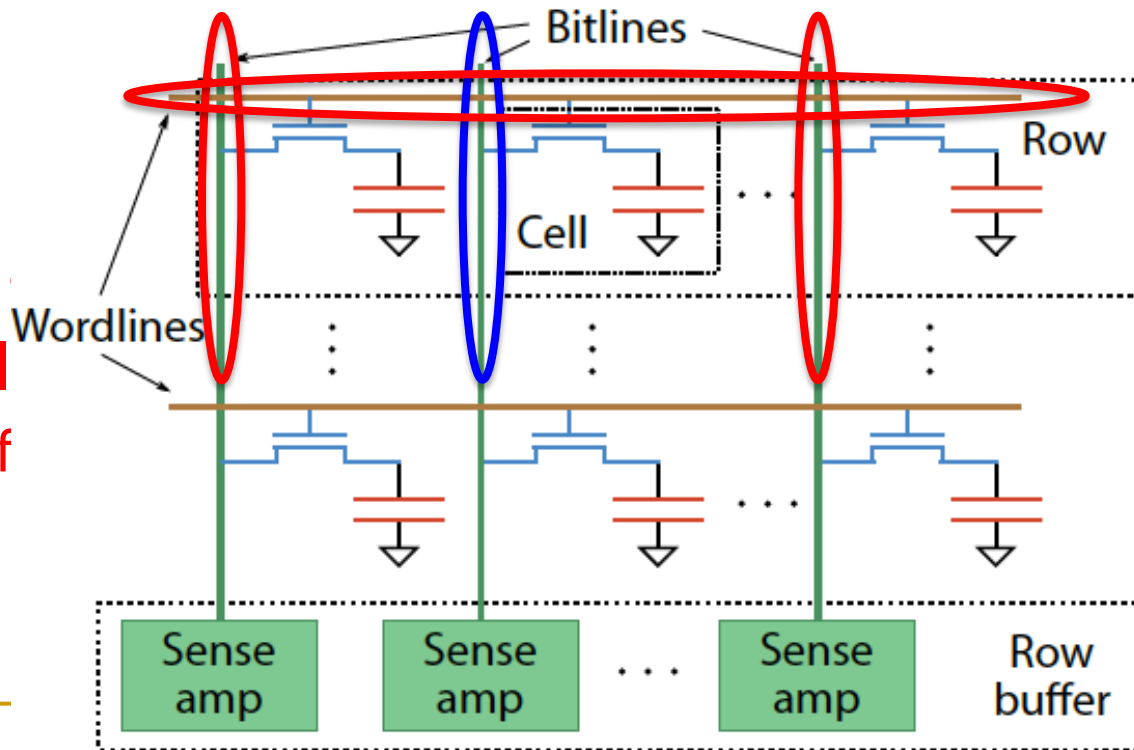 Bitlines
Row
Cell
Wordlines
f
Sense
amp
Sense
amp
Sense
amp
Row
buffer